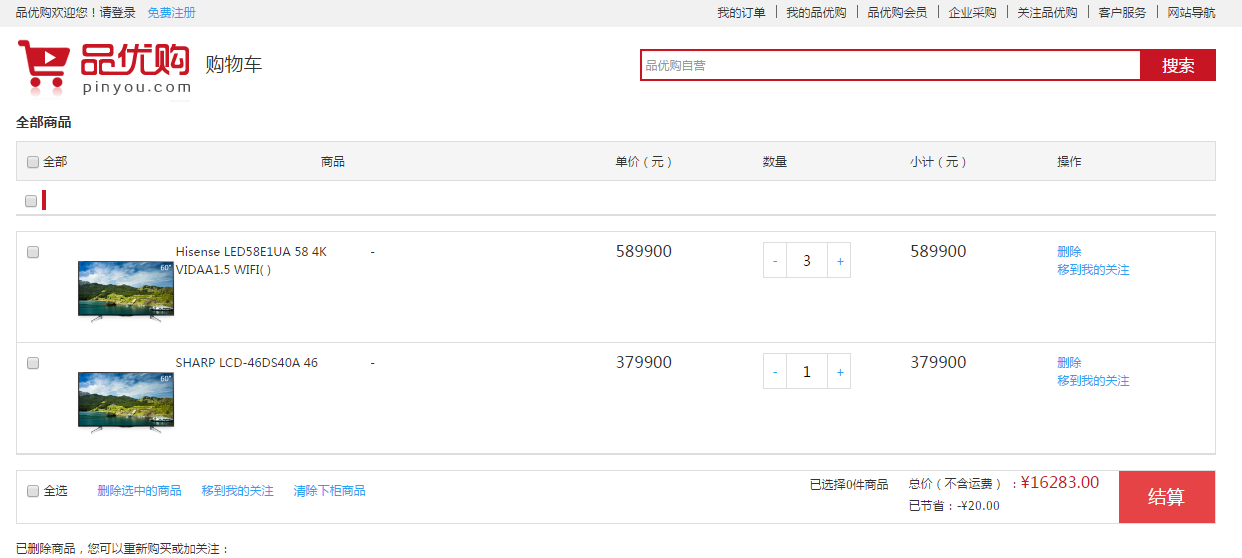 品优购欢迎您！请登录 免费注册 我的订单 我的品优购 品优购会员 企业采购 关注品优购 客户服务 网站导航
品优购 购物车
pinyou.com
品优购自营 搜索
全部商品
全部 商品 单价（元） 数量 小计（元） 操作
60"
Hisense LED58E1UA 58 4K VIDAA1.5 WIFI( ) - 589900 - 3 + 589900 删除
移到我的关注
60"
SHARP LCD-46DS40A 46 - 379900 - 1 + 379900 删除
移到我的关注
全选 删除选中的商品 移到我的关注 清除下柜商品 已选择0件商品 总价（不含运费） ：¥16283.00 结算
已节省：-¥20.00
已删除商品，您可以重新购买或加关注：